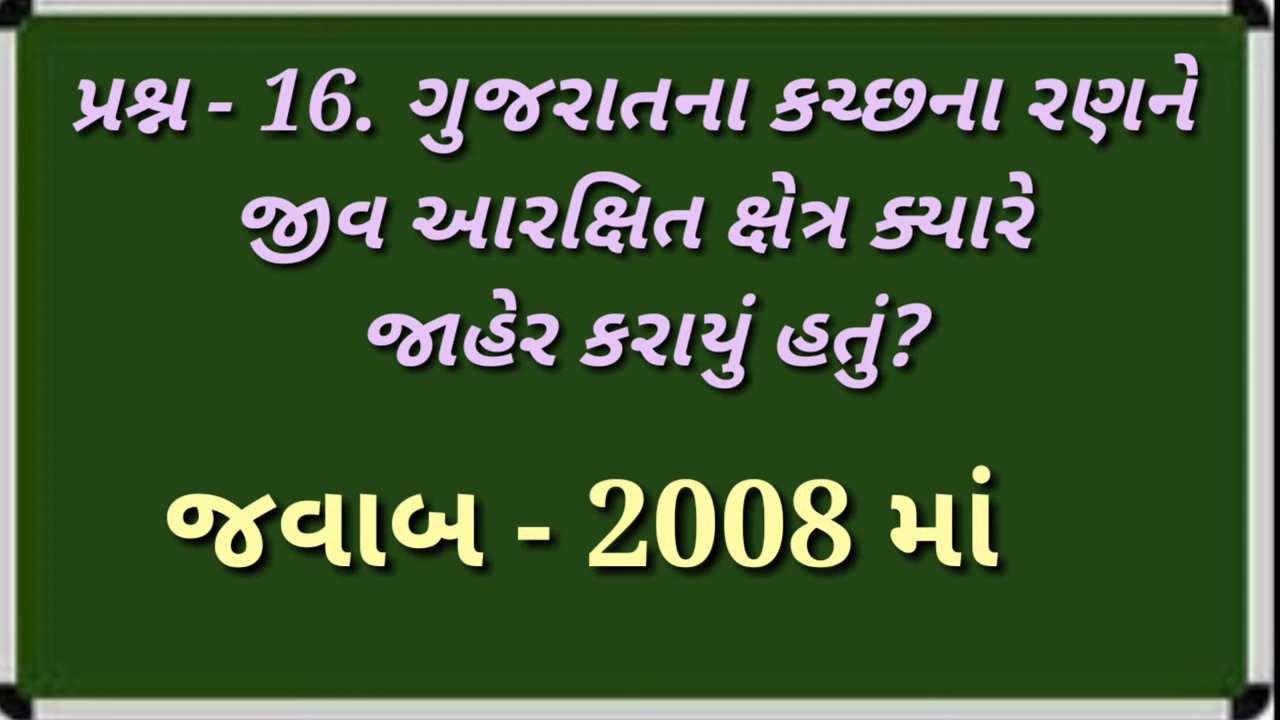 પ્રશ્ન - 16. ગુજરાતના કચ્છના રણને
જીવ આરક્ષિત ક્ષેત્ર ક્યારે
જાહેર કરાયું હતું?
જવાબ - 2008 માં